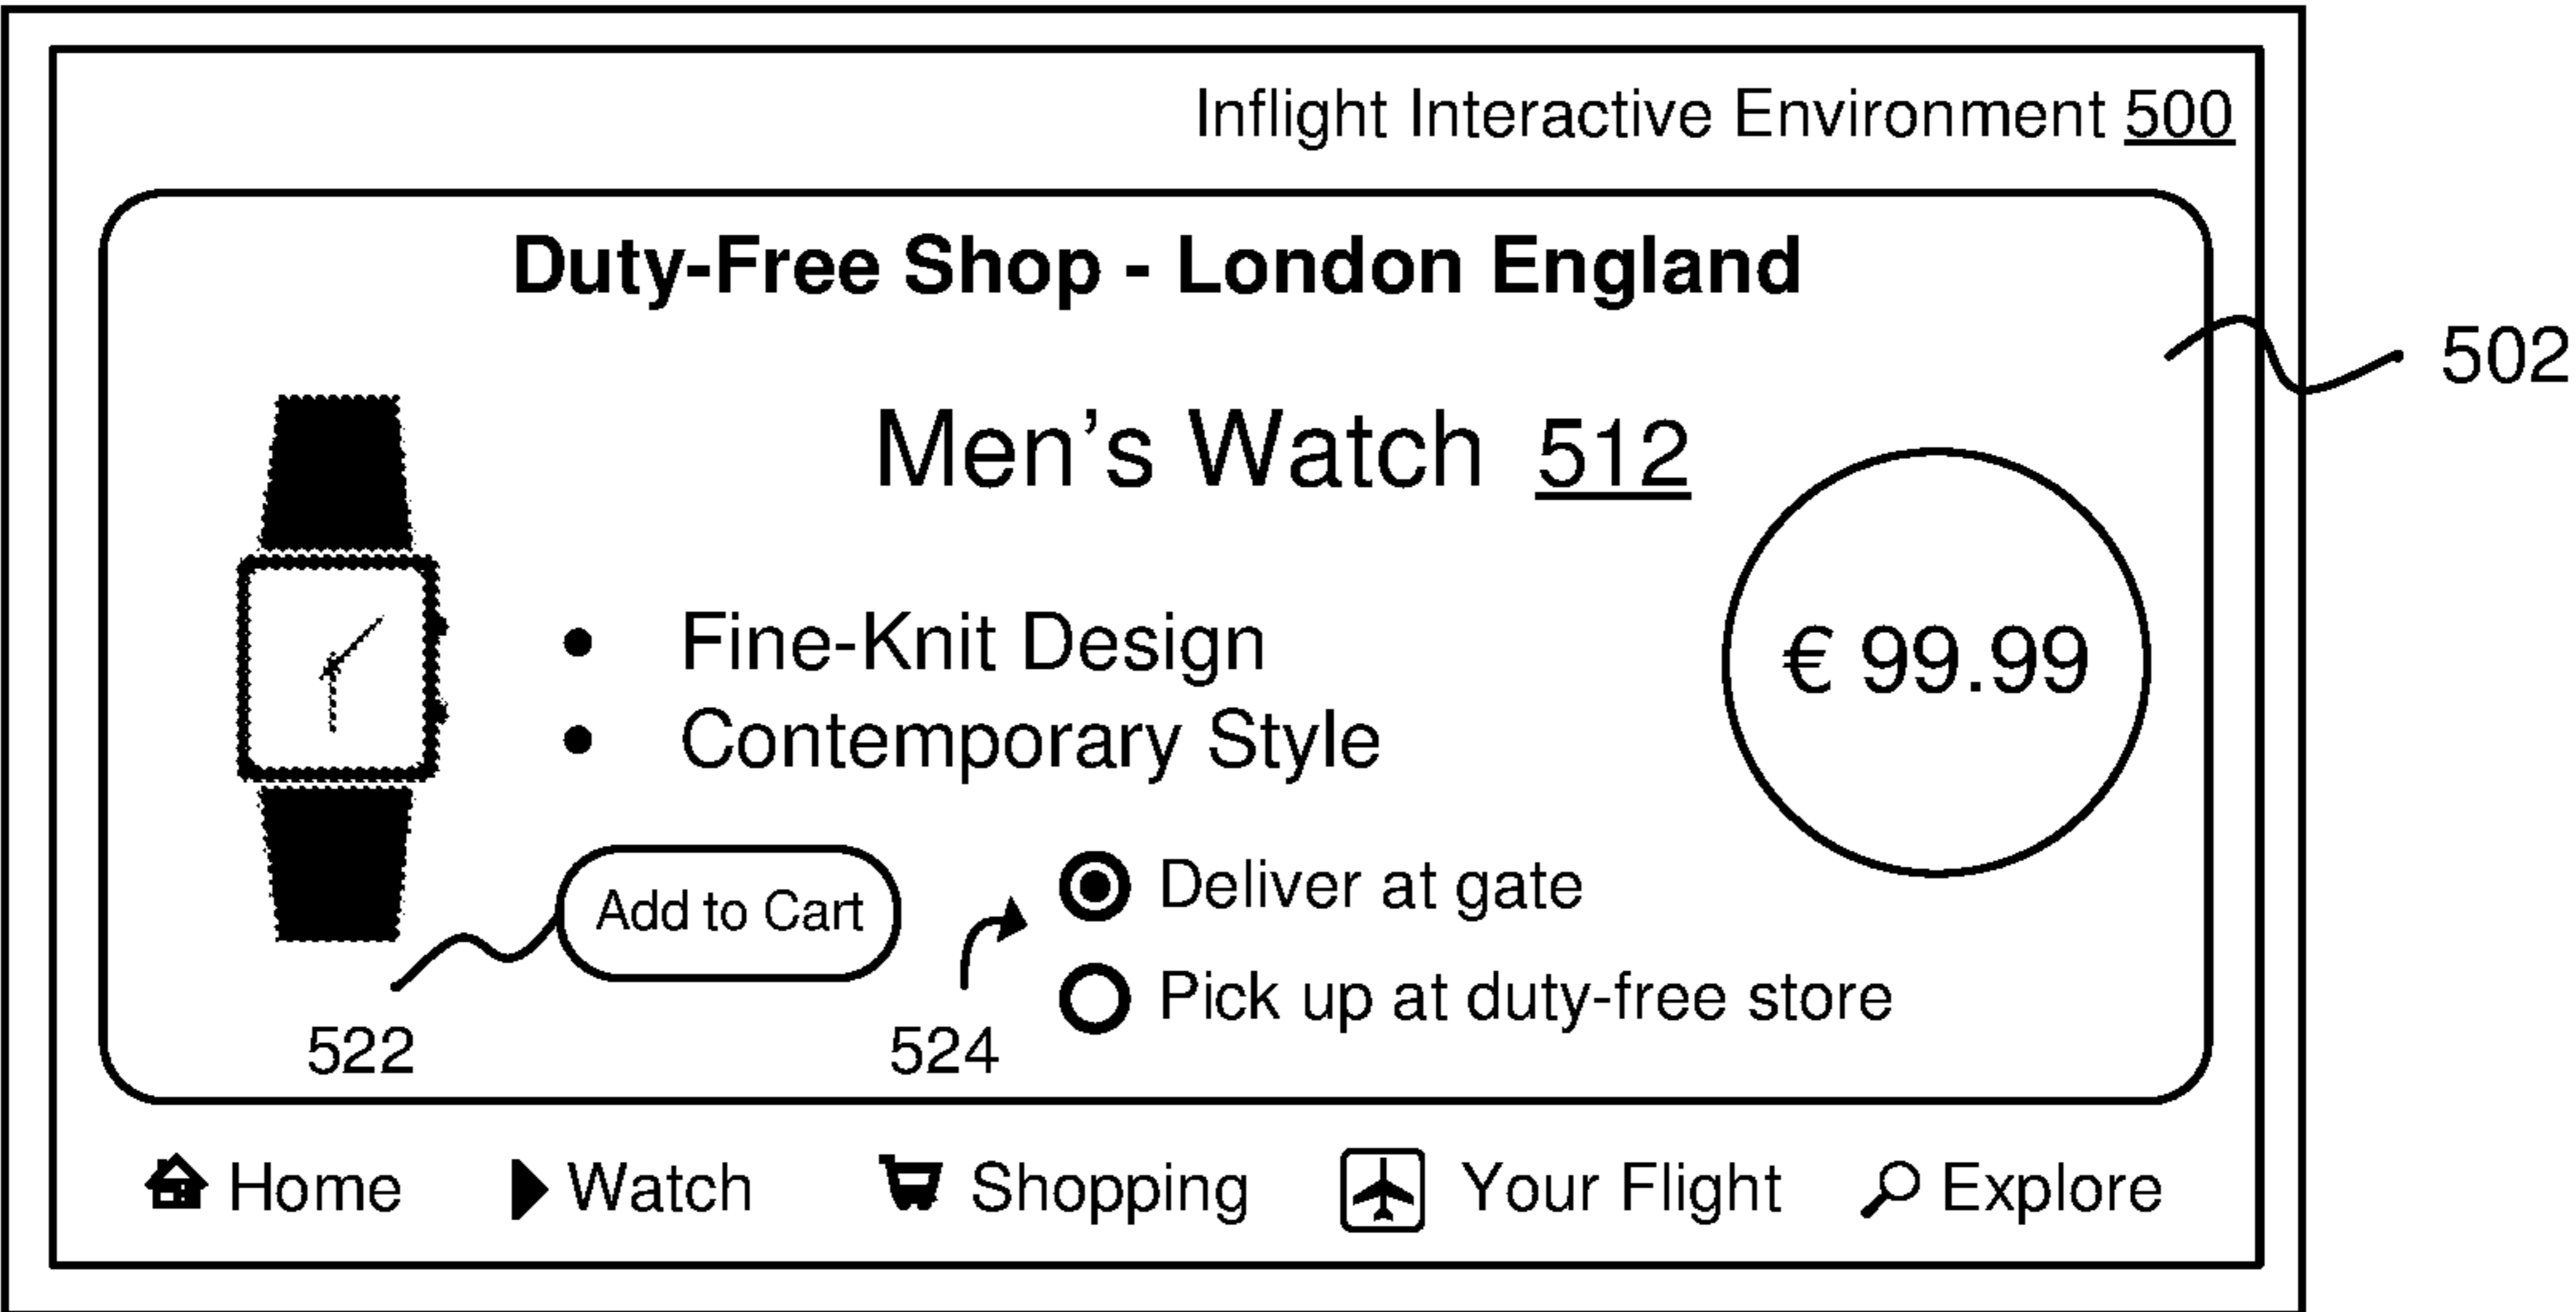 Inflight Interactive Environment 500
Duty-Free Shop - London England
502
Men's Watch 512
• Fine-Knit Design
€ 99.99
• Contemporary Style
Add to Cart
Deliver at gate
Pick up at duty-free store
522
524
Home Watch Shopping Your Flight Explore